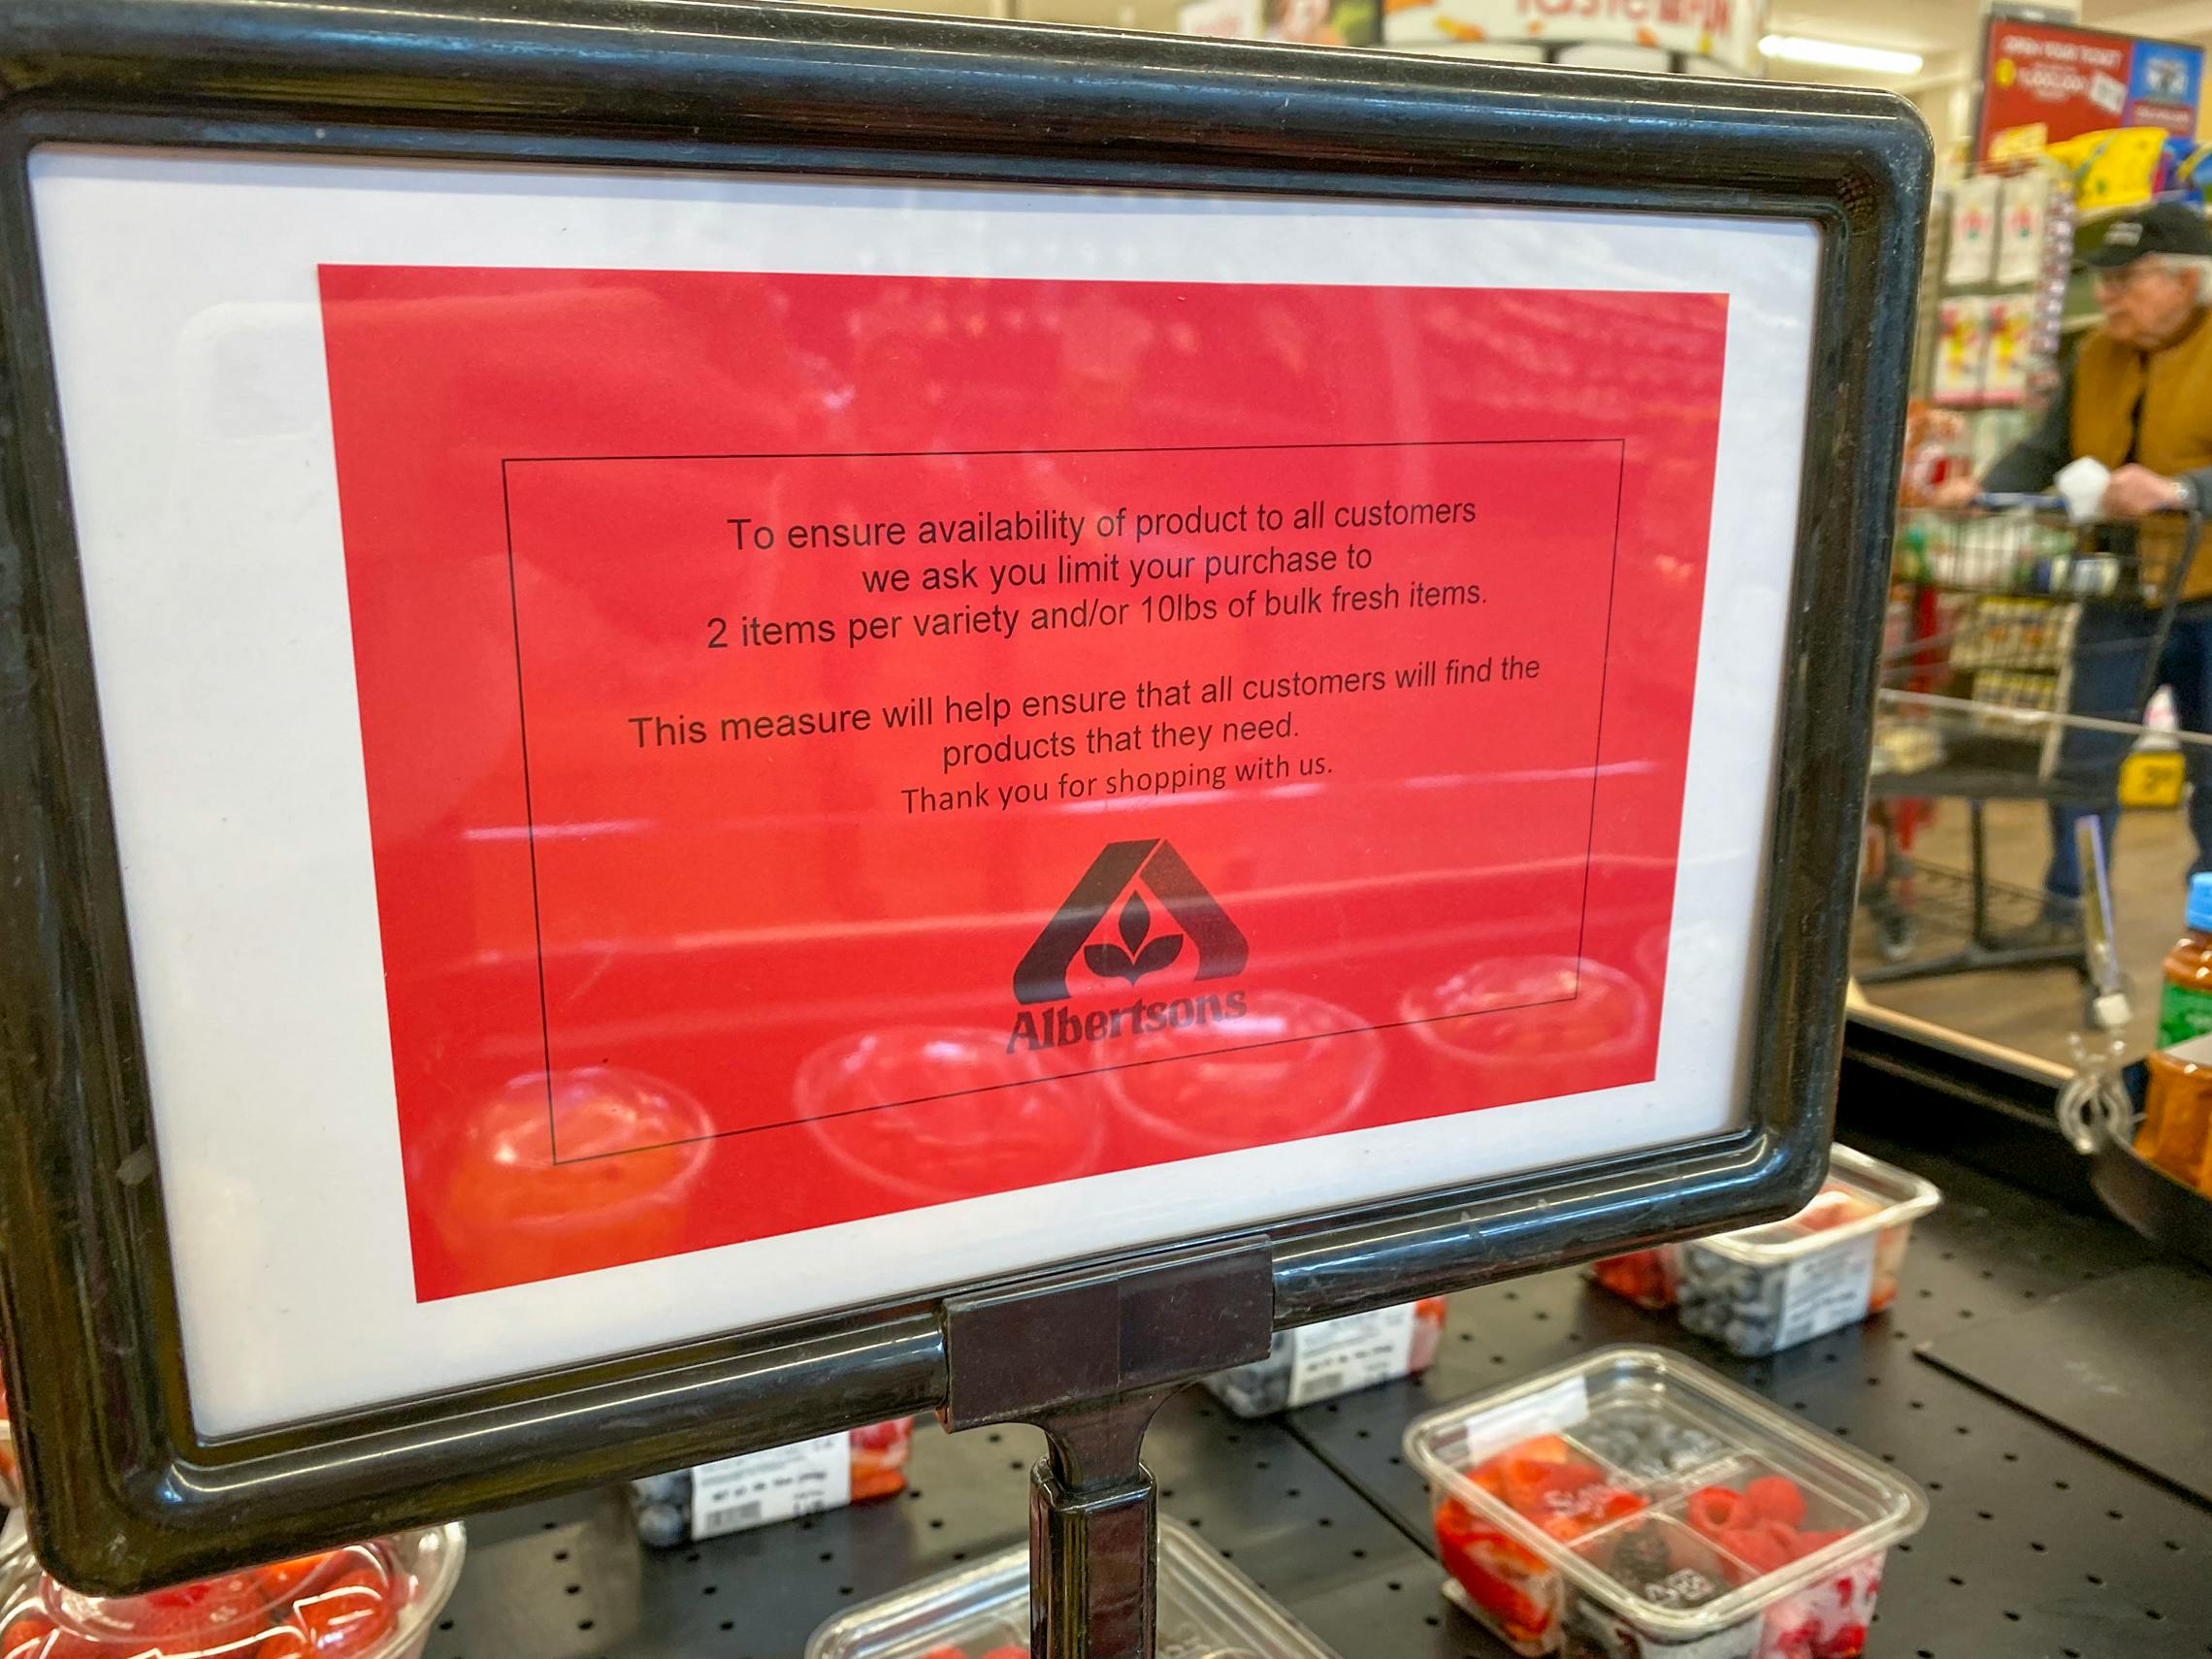 To ensure availability of product to all customers
we ask you limit your purchase to
2 items per variety and/or 10lbs of bulk fresh items.
This measure will help ensure that all customers will find the
products that they need.
Thank you for shopping with us.
Albertsons